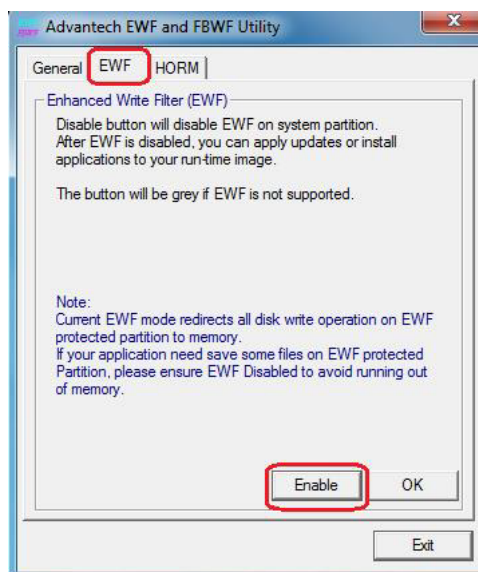 Advantech EWF and FBWF Utility
General EWF HORM
Enhanced Write Filter (EWF)
Disable button will disable EWF on system partition.
After EWF is disabled, you can apply updates or install
applications to your run-time image.
The button will be grey if EWF is not supported.
Note:
Current EWF mode redirects all disk write operation on EWF
protected partition to memory.
If your application need save some files on EWF protected
Partition, please ensure EWF Disabled to avoid running out
of memory.
Enable OK
Exit